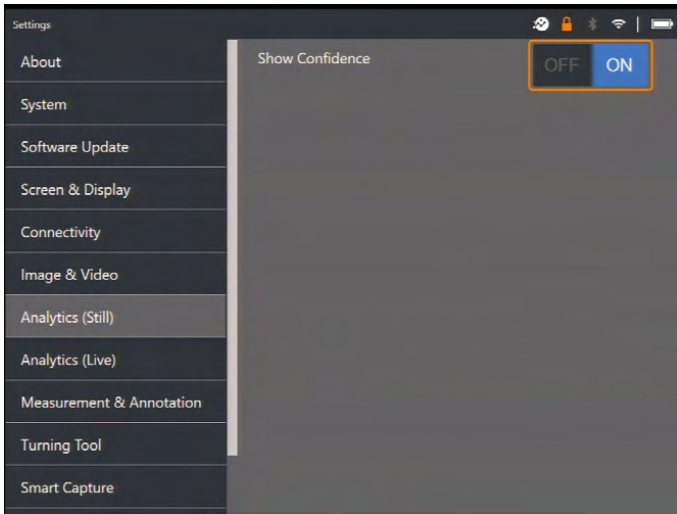 Settings
About
Show Confidence
OFF ON
System
Software Update
Screen & Display
Connectivity
Image & Video
Analytics (Still)
Analytics (Live)
Measurement & Annotation
Turning Tool
Smart Capture